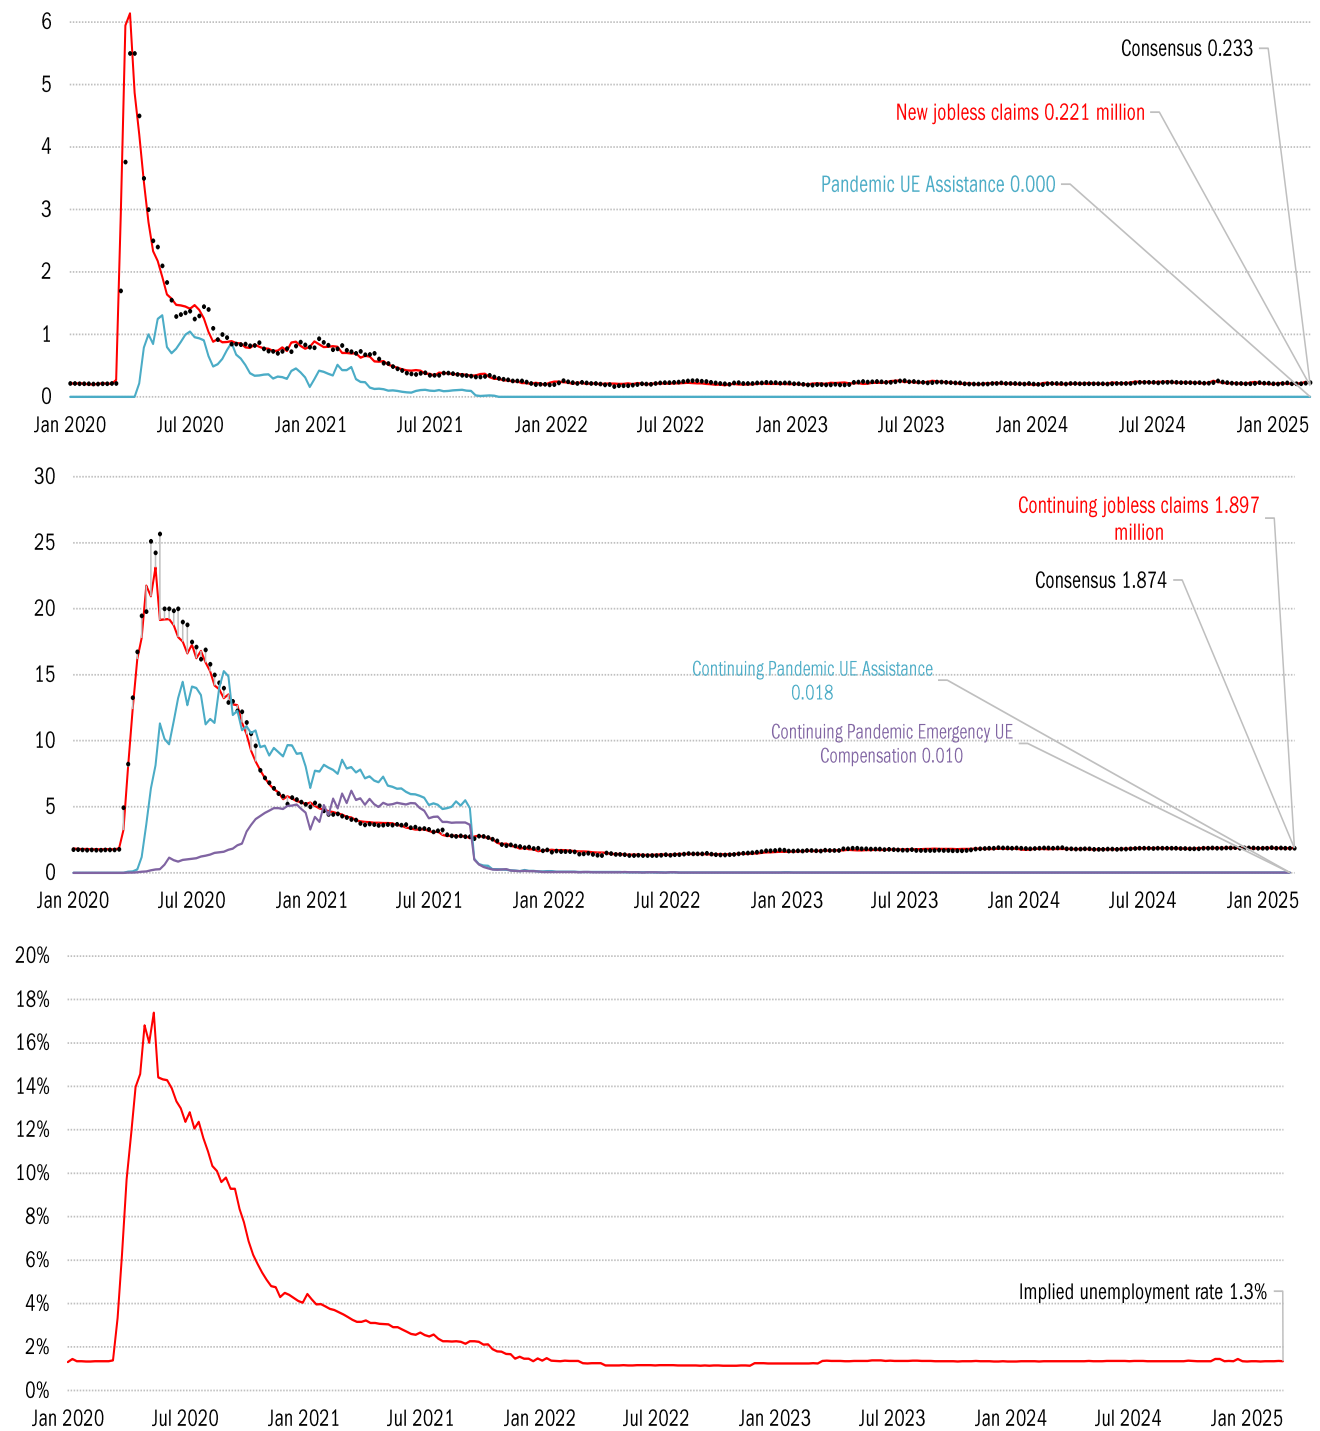 6
Consensus 0.233
5
New jobless claims 0.221 million
4
Pandemic UE Assistance 0.000
3
2
1
0
Jan 2020 Jul 2020 Jan 2021 Jul 2021 Jan 2022 Jul 2022 Jan 2023 Jul 2023 Jan 2024 Jul 2024 Jan 2025
30
Continuing jobless claims 1.897
million
25
Consensus 1.874
20
Continuing Pandemic UE Assistance
0.018
15
Continuing Pandemic Emergency UE
Compensation 0.010
10
5
0
Jan 2020 Jul 2020 Jan 2021 Jul 2021 Jan 2022 Jul 2022 Jan 2023 Jul 2023 Jan 2024 Jul 2024 Jan 2025
20%
18%
16%
14%
12%
10%
8%
6%
Implied unemployment rate 1.3%
4%
2%
0%
Jan 2020 Jul 2020 Jan 2021 Jul 2021 Jan 2022 Jul 2022 Jan 2023 Jul 2023 Jan 2024 Jul 2024 Jan 2025